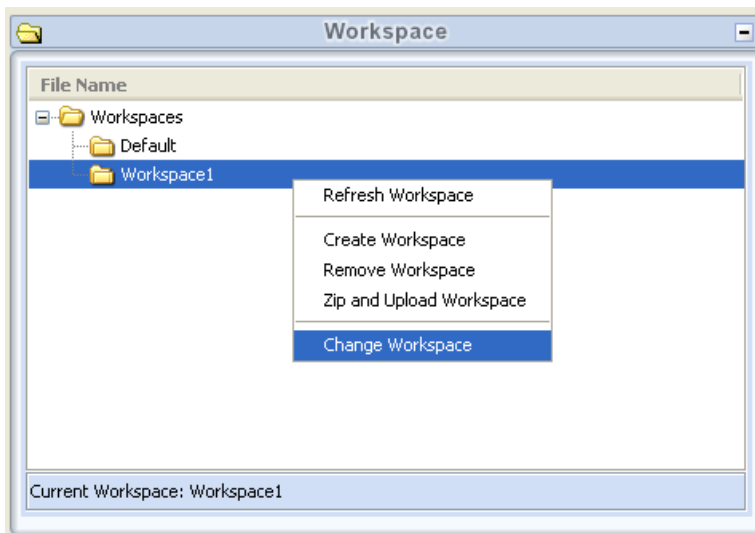 Workspace
File Name
Workspaces
Default
Workspace1
Refresh Workspace
Create Workspace
Remove Workspace
Zip and Upload Workspace
Change Workspace
Current Workspace: Workspace1